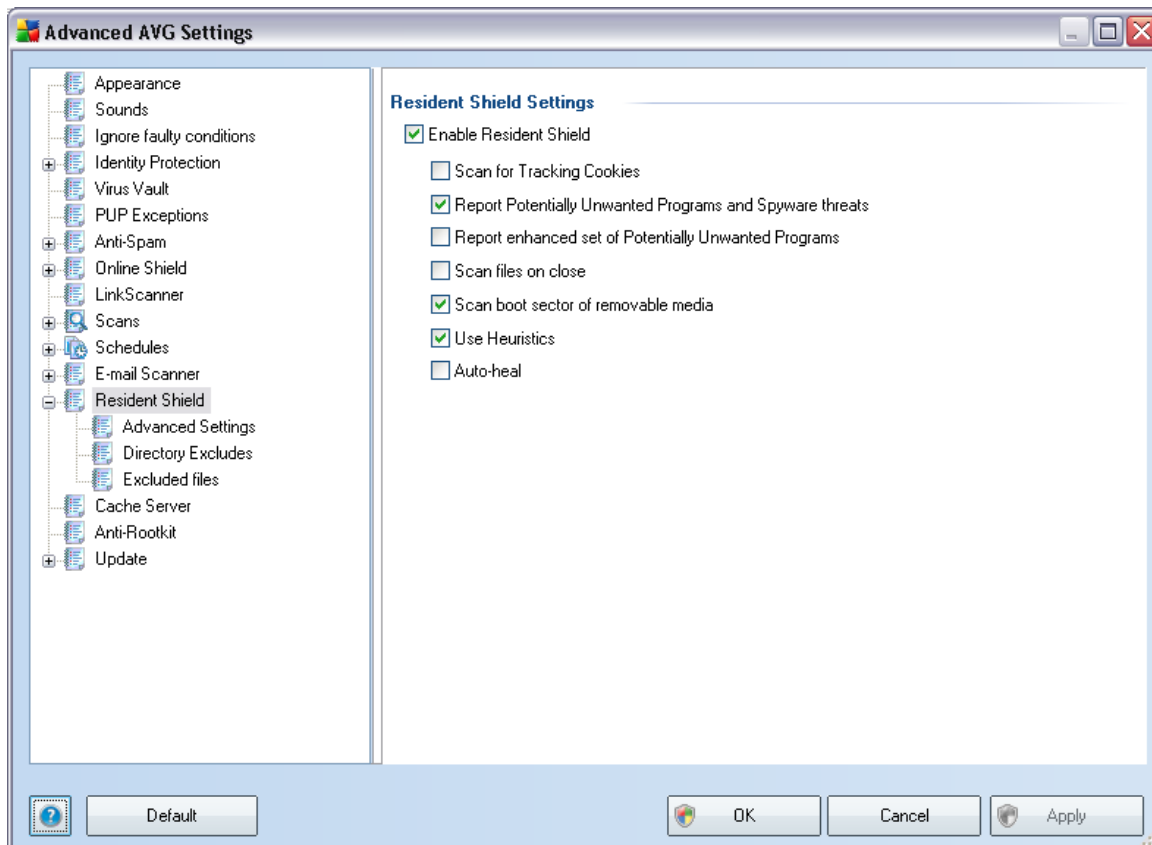 Advanced AVG Settings
Appearance
Sounds
Ignore faulty conditions
Identity Protection
Virus Vault
PUP Exceptions
Anti-Spam
Online Shield
LinkScanner
Scans
Schedules
E-mail Scanner
Resident Shield
Advanced Settings
Directory Excludes
Excluded files
Cache Server
Anti-Rootkit
Update
Resident Shield Settings
Enable Resident Shield
Scan for Tracking Cookies
Report Potentially Unwanted Programs and Spyware threats
Report enhanced set of Potentially Unwanted Programs
Scan files on close
Scan boot sector of removable media
Use Heuristics
Auto-heal
? Default OK Cancel Apply